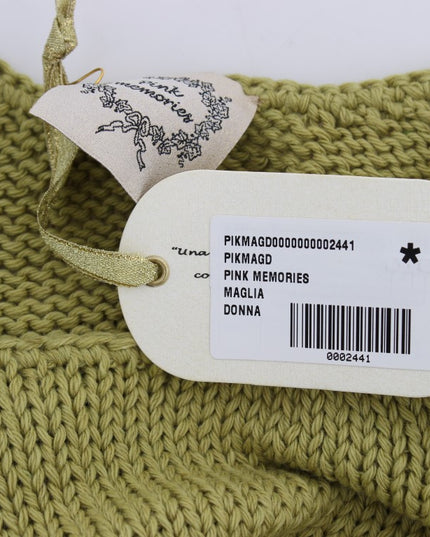 Pink
memories
"Una
co
PIKMAGD0000000002441
PIKMAGD
PINK MEMORIES
MAGLIA
DONNA
*
0002441